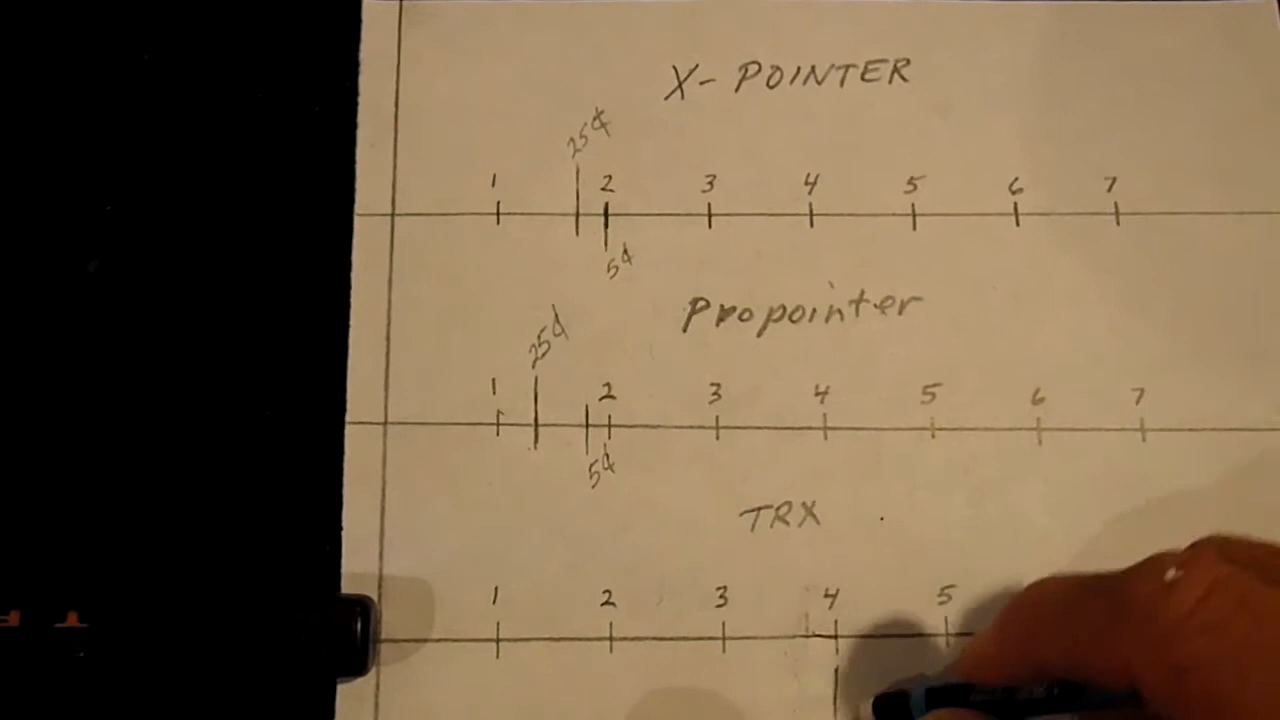 X-POINTER
25¢
1 2 3 4 5 6 7
5¢
Propointer
25¢
1 2 3 4 5 6 7
5¢
TRX
1 2 3 4 5